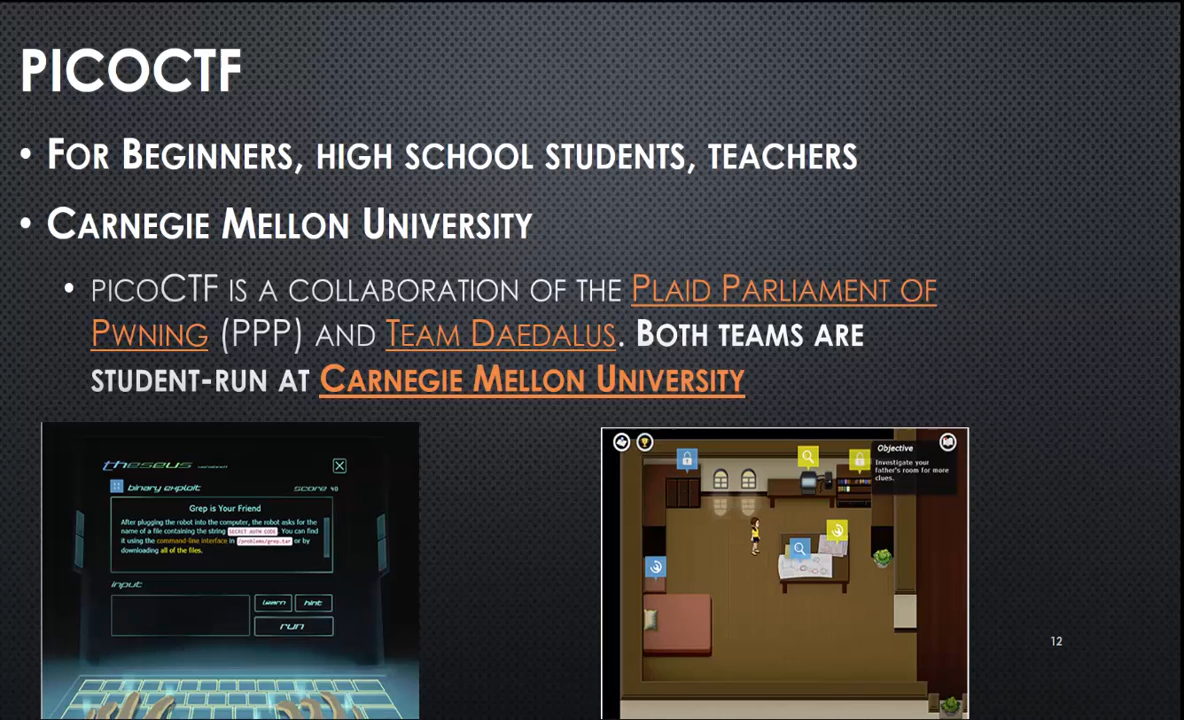 PICOCTF
• FOR BEGINNERS, HIGH SCHOOL STUDENTS, TEACHERS
• CARNEGIE MELLON UNIVERSITY
• PICOCTF IS A COLLABORATION OF THE PLAID PARLIAMENT OF
PWNING (PPP) AND TEAM DAEDALUS. BOTH TEAMS ARE
STUDENT-RUN AT CARNEGIE MELLON UNIVERSITY
theseus
binary exploit score 40
Grep is Your Friend
After plugging the robot into the computer, the robot asks for the
name of a file containing the string SECRET AUTH CODE. You can find
it using the command-line interface in /problems/grep.tar or by
downloading all of the files.
input
learn hint
run
Objective
Investigate your
father's room for more
clues.
12